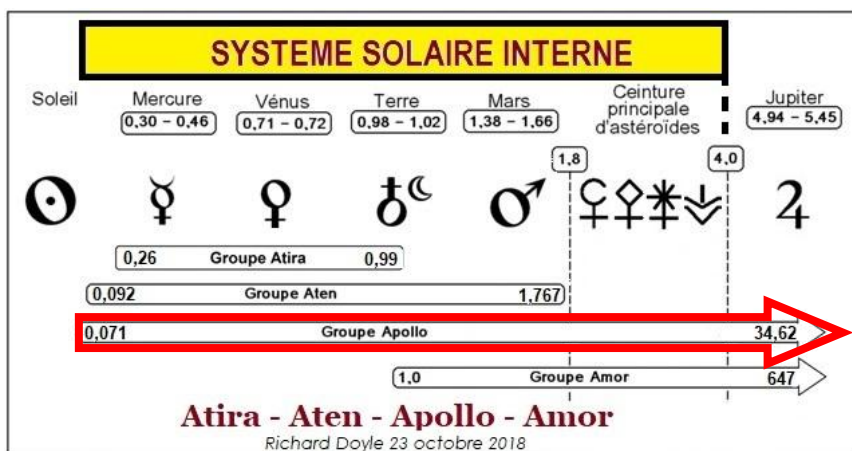 SYSTEME SOLAIRE INTERNE
Soleil Mercure Vénus Terre Mars Ceinture principale d'astéroïdes Jupiter
0,30 – 0,46 0,71 – 0,72 0,98 – 1,02 1,38 – 1,66 4,94 – 5,45
1,8 4,0
0,26 Groupe Atira 0,99
0,092 Groupe Aten 1,767
0,071 Groupe Apollo 34,62
1,0 Groupe Amor 647
Atira - Aten - Apollo - Amor
Richard Doyle 23 octobre 2018